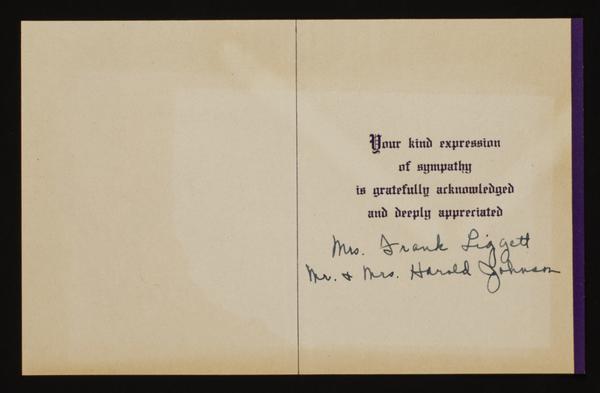 Your kind expression
of sympathy
is gratefully acknowledged
and deeply appreciated
Mrs. Frank Liggett
Mr. & Mrs. Harold Johnson